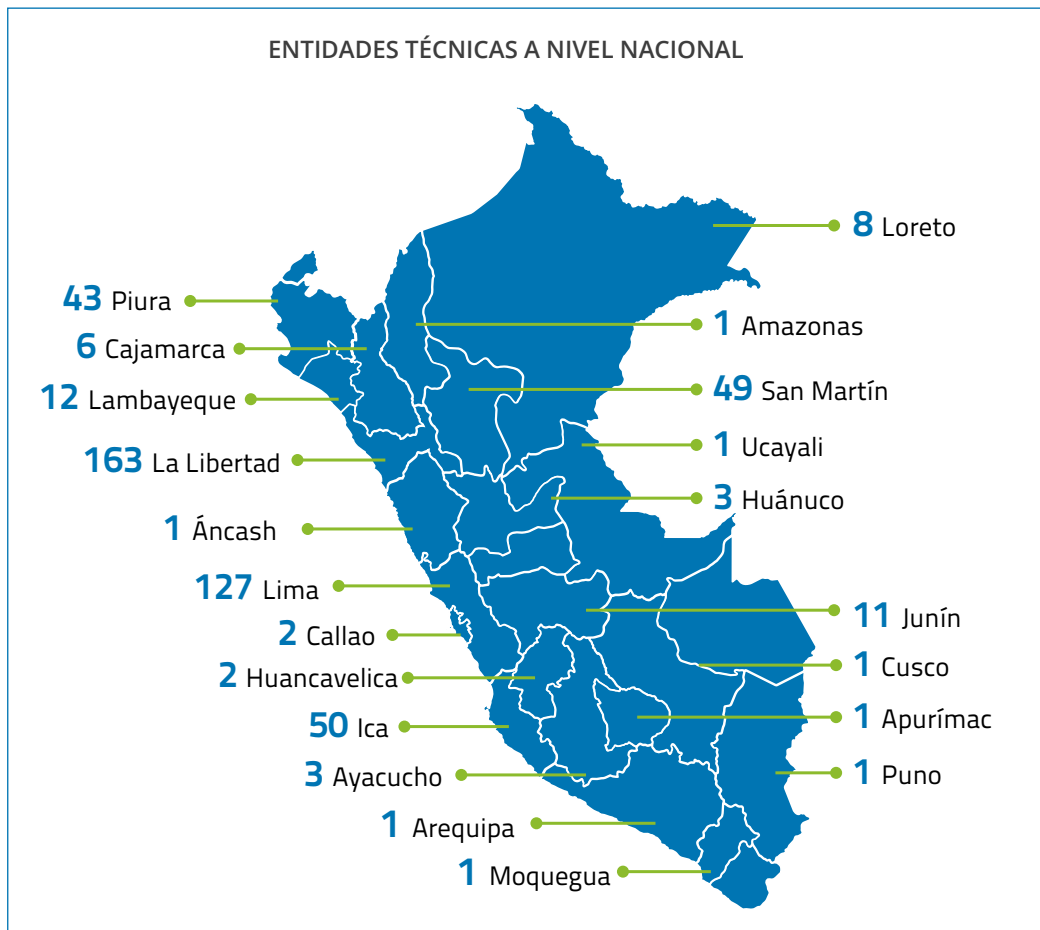 ENTIDADES TÉCNICAS A NIVEL NACIONAL
8 Loreto
43 Piura
1 Amazonas
6 Cajamarca
49 San Martín
12 Lambayeque
1 Ucayali
163 La Libertad
3 Huánuco
1 Áncash
127 Lima
11 Junín
2 Callao
1 Cusco
2 Huancavelica
1 Apurímac
50 Ica
3 Ayacucho
1 Puno
1 Arequipa
1 Moquegua